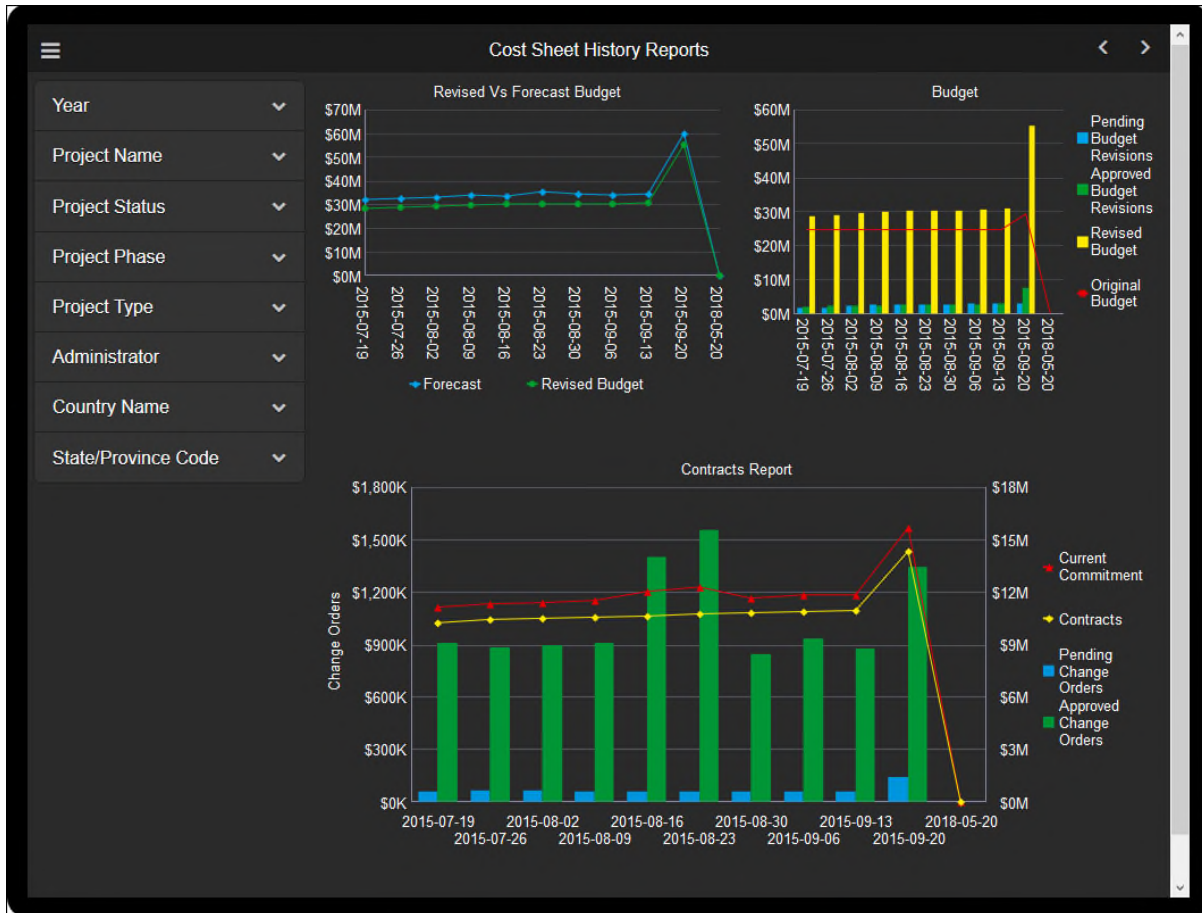 Cost Sheet History Reports
Year
Project Name
Project Status
Project Phase
Project Type
Administrator
Country Name
State/Province Code
Revised Vs Forecast Budget
$70M
$60M
$50M
$40M
$30M
$20M
$10M
$0M
2015-07-19
2015-07-26
2015-08-02
2015-08-09
2015-08-16
2015-08-23
2015-08-30
2015-09-06
2015-09-13
2015-09-20
2018-05-20
Forecast
Revised Budget
Budget
$60M
$50M
$40M
$30M
$20M
$10M
$0M
2015-07-19
2015-07-26
2015-08-02
2015-08-09
2015-08-16
2015-08-23
2015-08-30
2015-09-06
2015-09-13
2015-09-20
2018-05-20
Pending
Budget
Revisions
Approved
Budget
Revisions
Revised
Budget
Original
Budget
Contracts Report
Change Orders
$1,800K
$1,500K
$1,200K
$900K
$600K
$300K
$0K
$18M
$15M
$12M
$9M
$6M
$3M
$0M
2015-07-19
2015-07-26
2015-08-02
2015-08-09
2015-08-16
2015-08-23
2015-08-30
2015-09-06
2015-09-13
2015-09-20
2018-05-20
Current
Commitment
Contracts
Pending
Change
Orders
Approved
Change
Orders